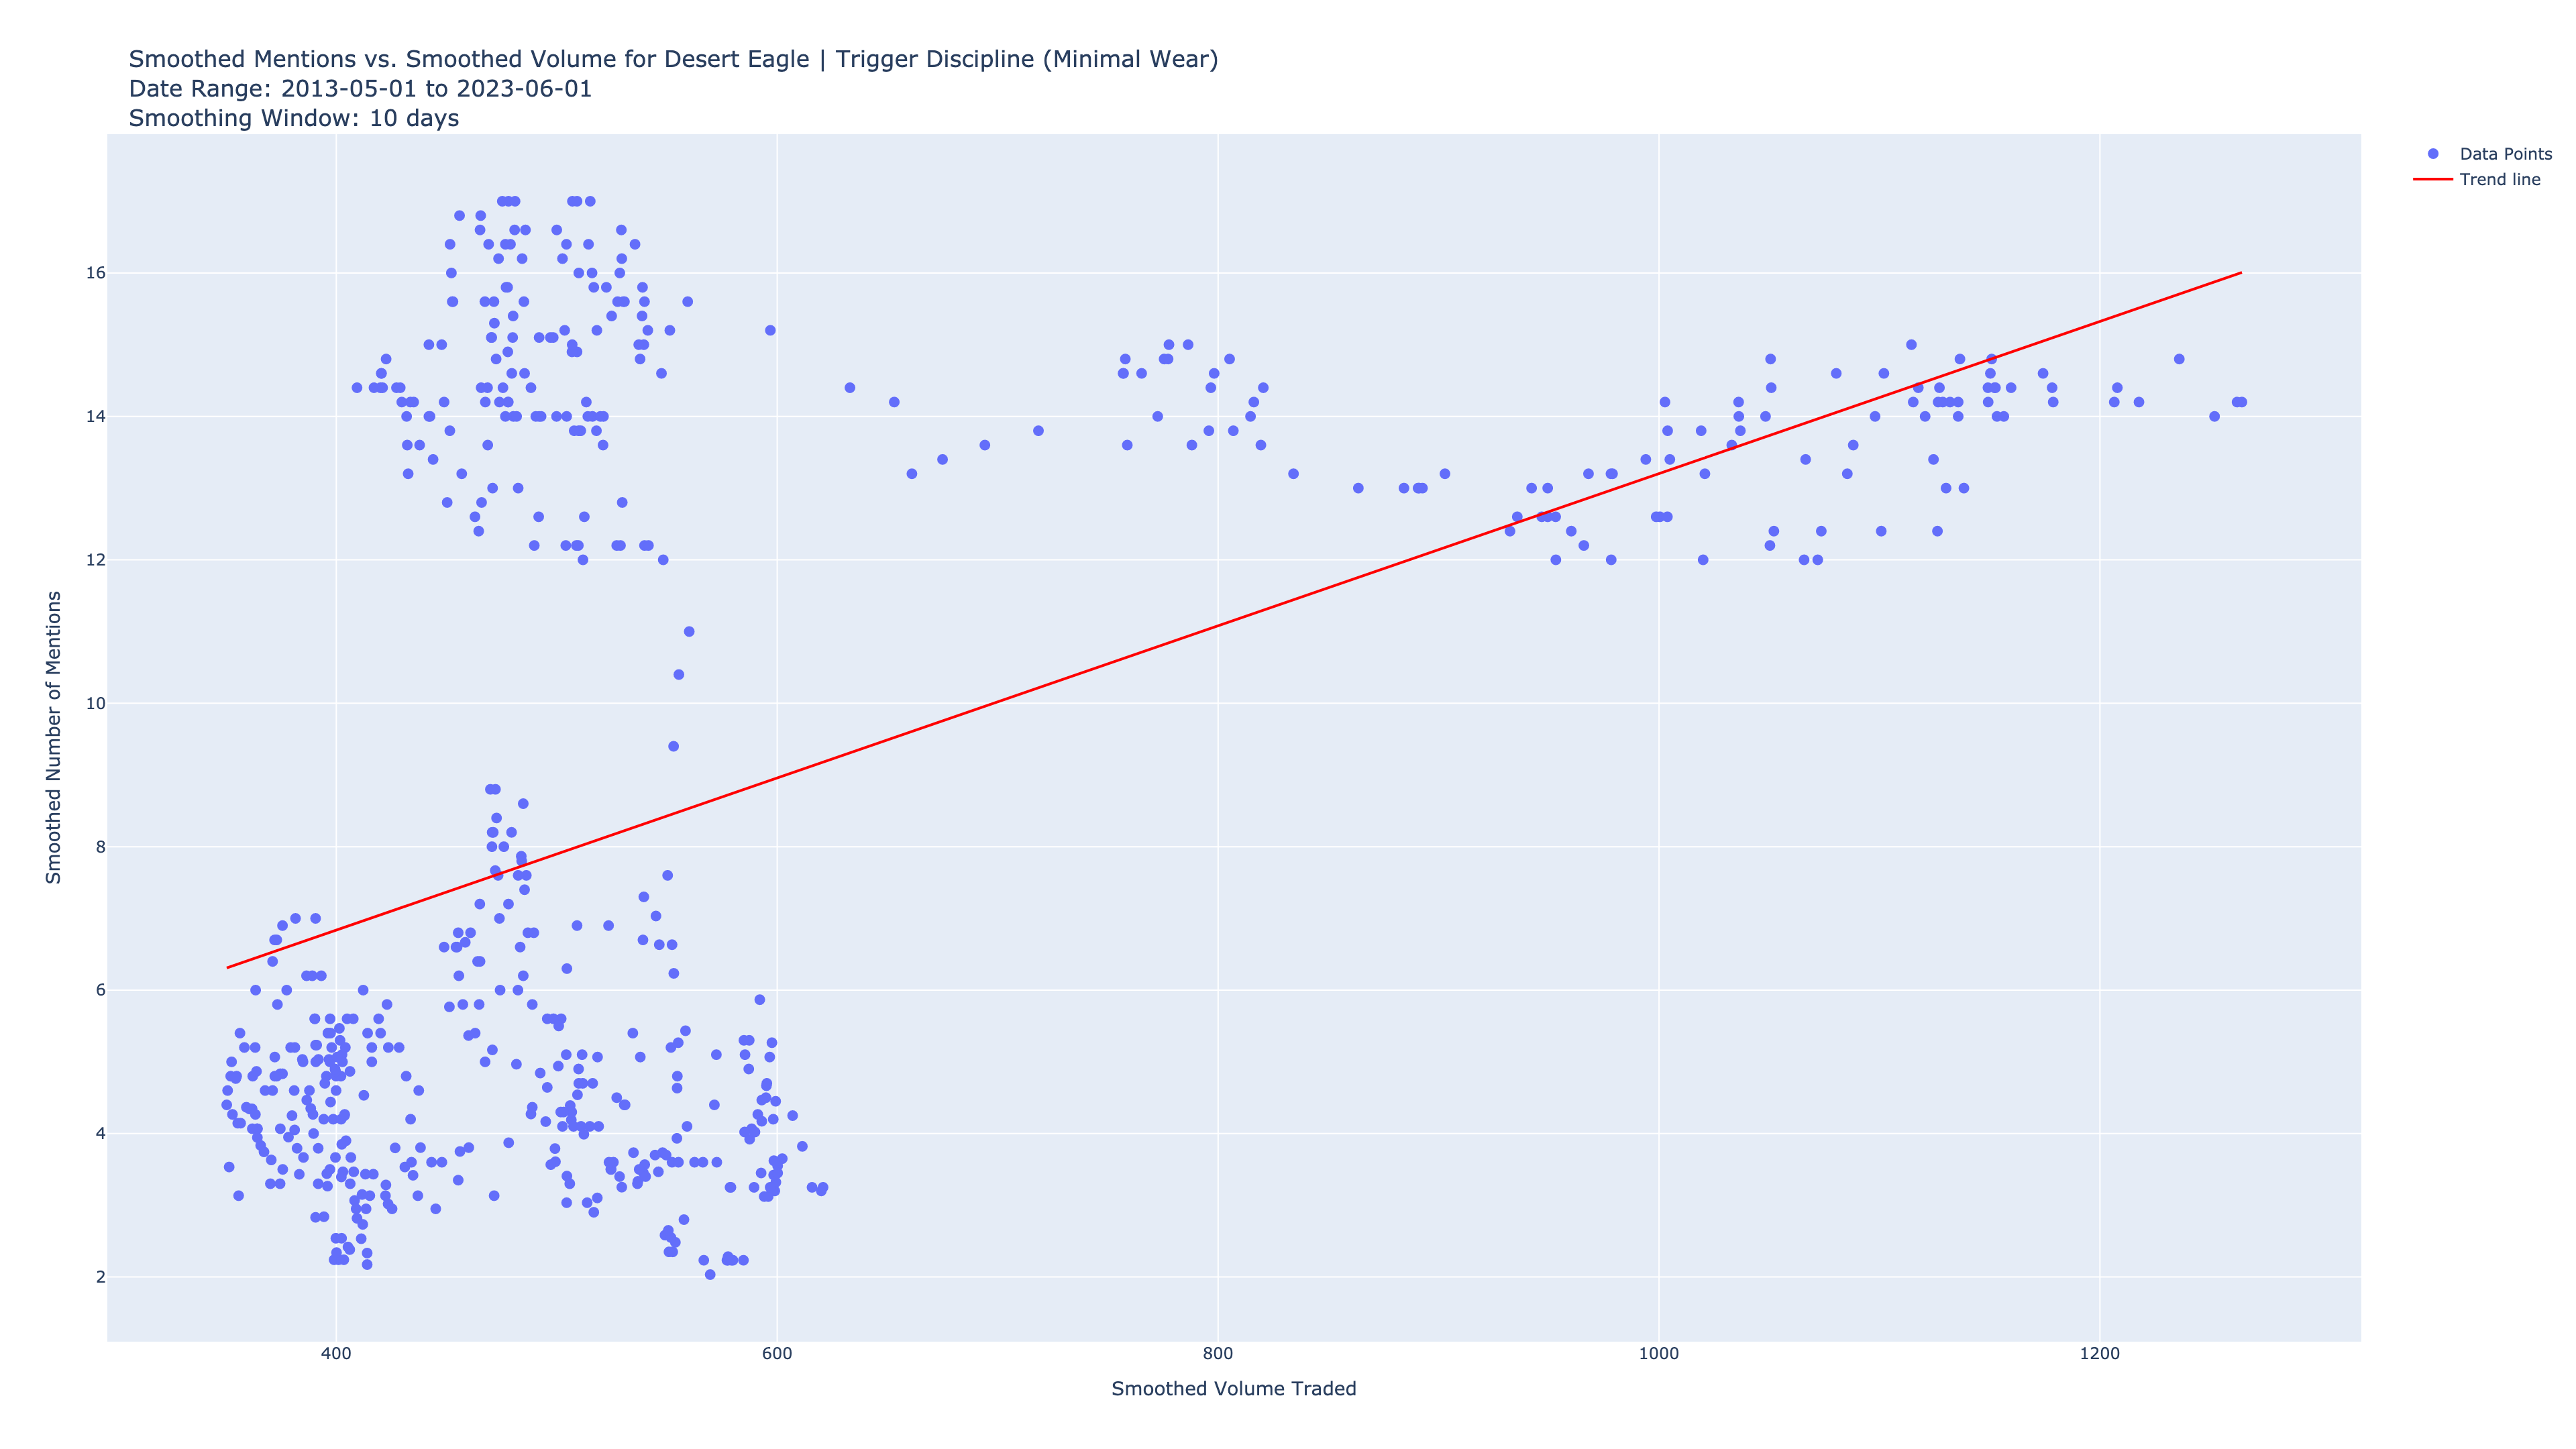 Smoothed Mentions vs. Smoothed Volume for Desert Eagle | Trigger Discipline (Minimal Wear)
Date Range: 2013-05-01 to 2023-06-01
Smoothing Window: 10 days
Data Points
Trend line
16
14
12
10
8
6
4
2
Smoothed Number of Mentions
400
600
800
1000
1200
Smoothed Volume Traded